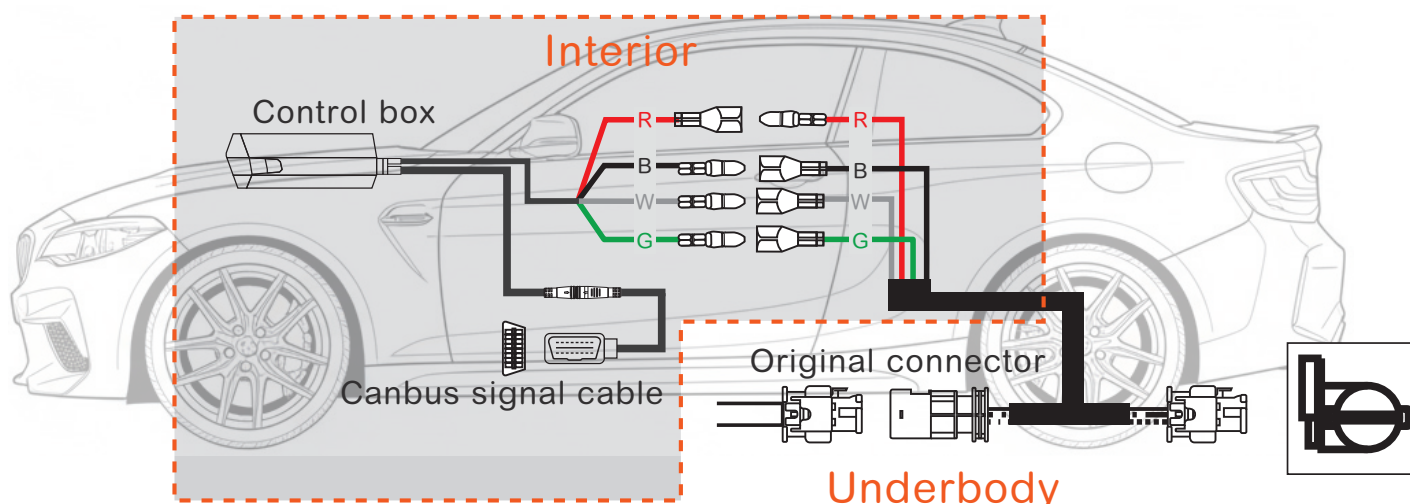 Interior
Control box
R R
B B
W W
G G
Canbus signal cable
Original connector
Underbody